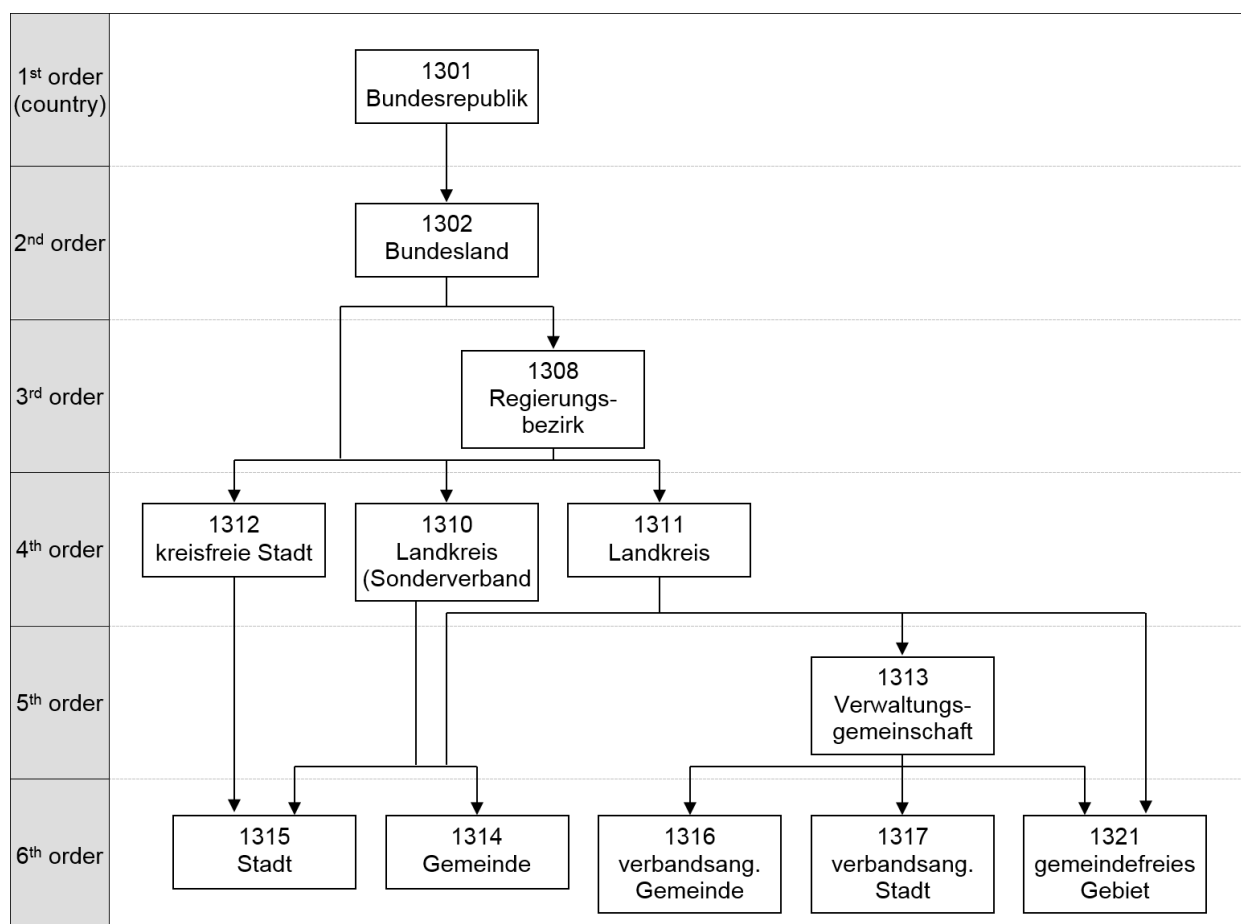 1st order
(country)
1301
Bundesrepublik
2nd order
1302
Bundesland
3rd order
1308
Regierungs-
bezirk
4th order
1312
kreisfreie Stadt
1310
Landkreis
(Sonderverband
1311
Landkreis
5th order
1313
Verwaltungs-
gemeinschaft
6th order
1315
Stadt
1314
Gemeinde
1316
verbandsang.
Gemeinde
1317
verbandsang.
Stadt
1321
gemeindefreies
Gebiet